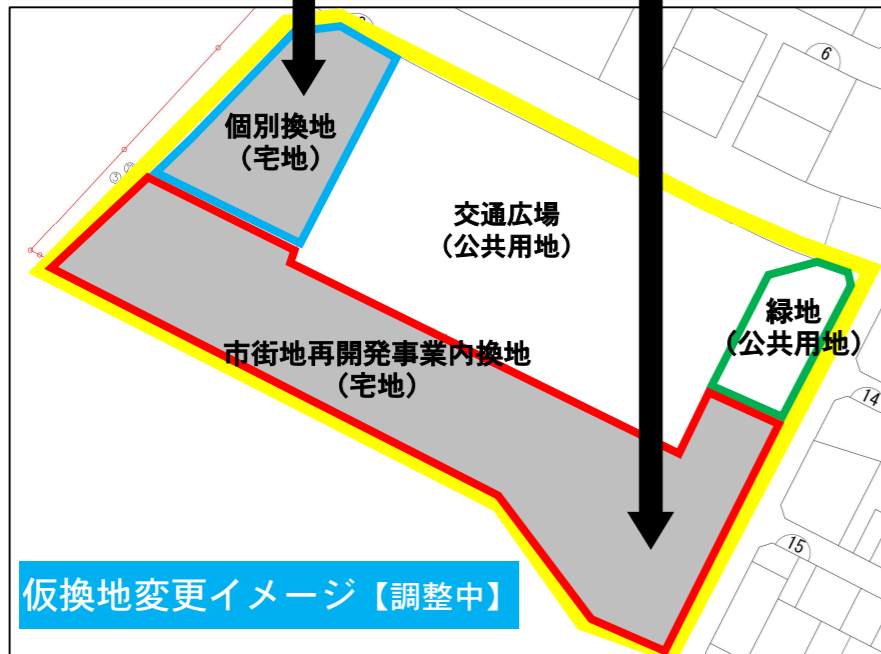 6
個別換地
（宅地）
交通広場
（公共用地）
緑地
（公共用地）
市街地再開発事業内換地
（宅地）
14
15
仮換地変更イメージ【調整中】